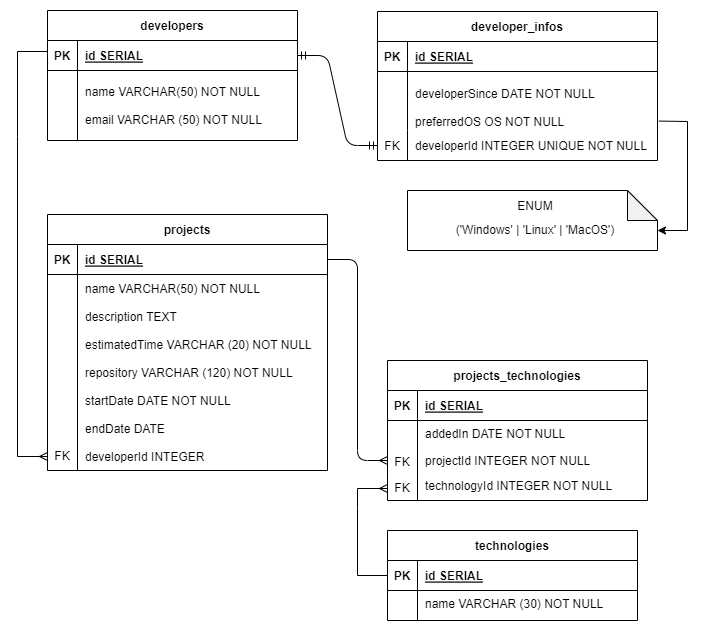 developers
PK id SERIAL
name VARCHAR(50) NOT NULL
email VARCHAR (50) NOT NULL
developer_infos
PK id SERIAL
developerSince DATE NOT NULL
preferredOS OS NOT NULL
FK developerId INTEGER UNIQUE NOT NULL
ENUM
('Windows' | 'Linux' | 'MacOS')
projects
PK id SERIAL
name VARCHAR(50) NOT NULL
description TEXT
estimatedTime VARCHAR (20) NOT NULL
repository VARCHAR (120) NOT NULL
startDate DATE NOT NULL
endDate DATE
FK developerId INTEGER
projects_technologies
PK id SERIAL
addedIn DATE NOT NULL
FK projectId INTEGER NOT NULL
FK technologyId INTEGER NOT NULL
technologies
PK id SERIAL
name VARCHAR (30) NOT NULL